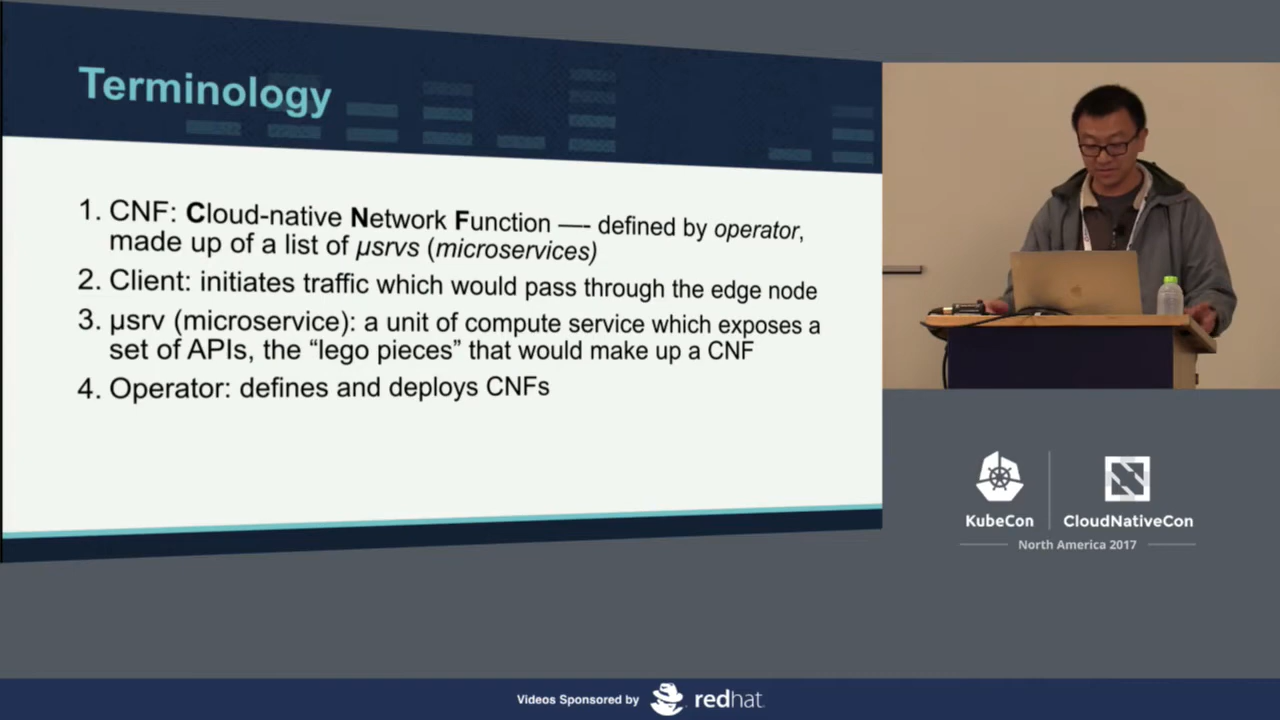 Terminology
1. CNF: Cloud-native Network Function —- defined by operator,
made up of a list of µsrvs (microservices)
2. Client: initiates traffic which would pass through the edge node
3. µsrv (microservice): a unit of compute service which exposes a
set of APIs, the “lego pieces” that would make up a CNF
4. Operator: defines and deploys CNFs
KubeCon
CloudNativeCon
North America 2017
Videos Sponsored by
redhat.